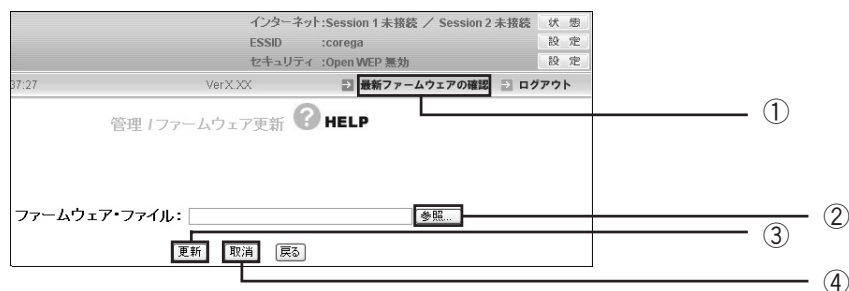 インターネット:Session 1 未接続 ／ Session 2 未接続 状 態
ESSID :corega 設 定
セキュリティ :Open WEP 無効 設 定
37:27 VerX.XX 最新ファームウェアの確認 ログアウト
①
管理 /ファームウェア更新 ? HELP
ファームウェア・ファイル: 参照...
②
③
更新 取消 戻る
④